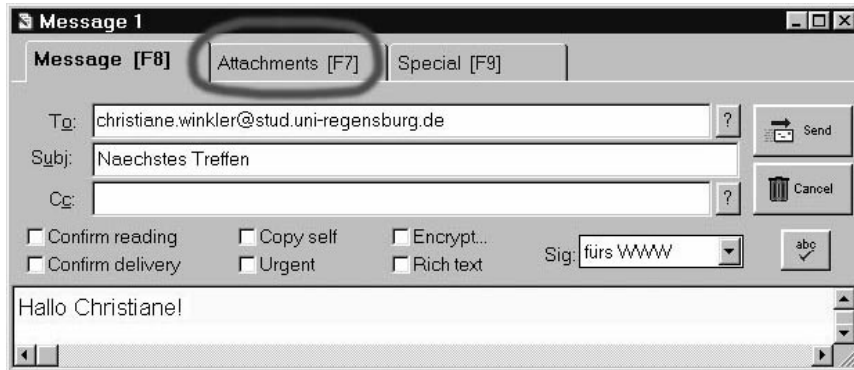 Message 1
Message [F8] Attachments [F7] Special [F9]
To: christiane.winkler@stud.uni-regensburg.de ? Send
Subj: Naechstes Treffen
Cc: ? Cancel
Confirm reading Copy self Encrypt... Sig: fürs WWW abc
Confirm delivery Urgent Rich text
Hallo Christiane!